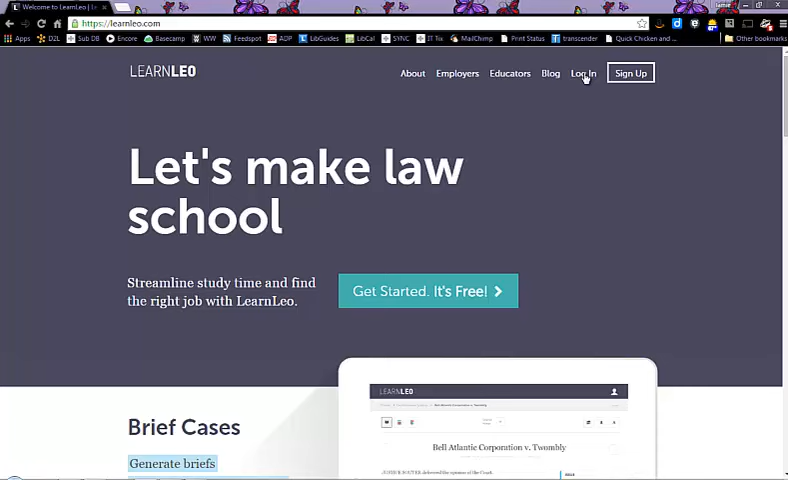 Welcome to LearnLeo | L
Jamie
https://learnleo.com
Apps
D2L
Sub DB
Encore
Basecamp
WW
Feedspot
ADP
LibGuides
LibCal
SYNC
IT Tix
MailChimp
Print Status
transcender
Quick Chicken and ...
Other bookmarks
LEARNLEO
About
Employers
Educators
Blog
Log In
Sign Up
Let's make law
school
Streamline study time and find
the right job with LearnLeo.
Get Started. It's Free!
Brief Cases
Generate briefs
LEARNLEO
Bell Atlantic Corporation v. Twombly
JUSTICE SOUTER delivered the opinion of the Court.